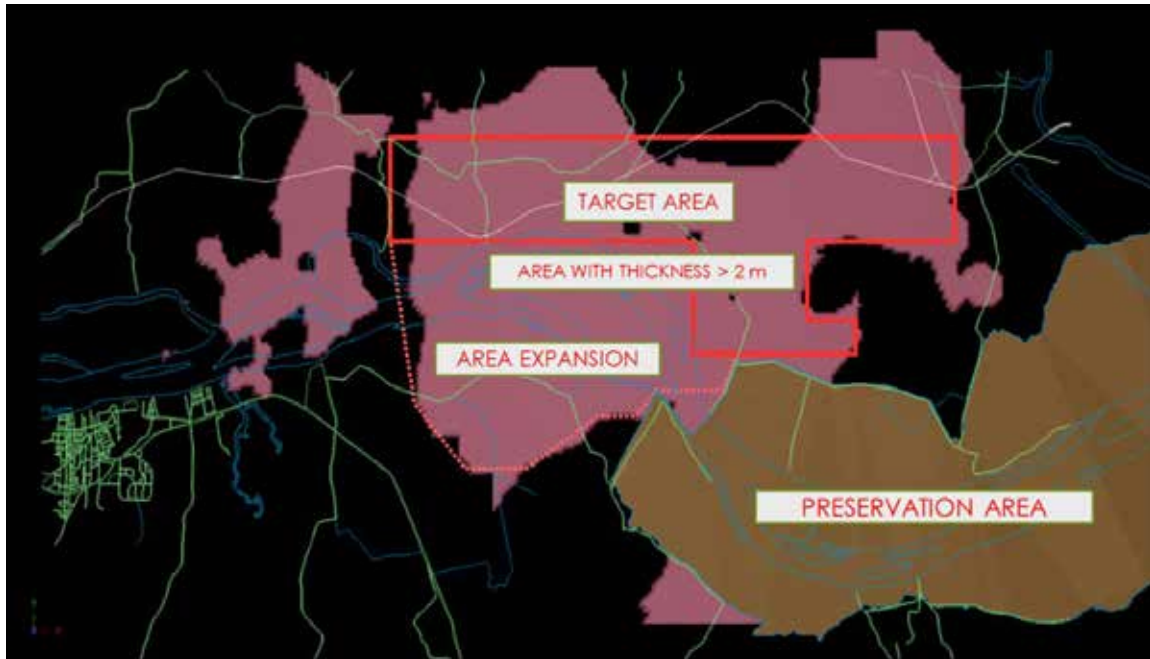 TARGET AREA
AREA WITH THICKNESS > 2 m
AREA EXPANSION
PRESERVATION AREA